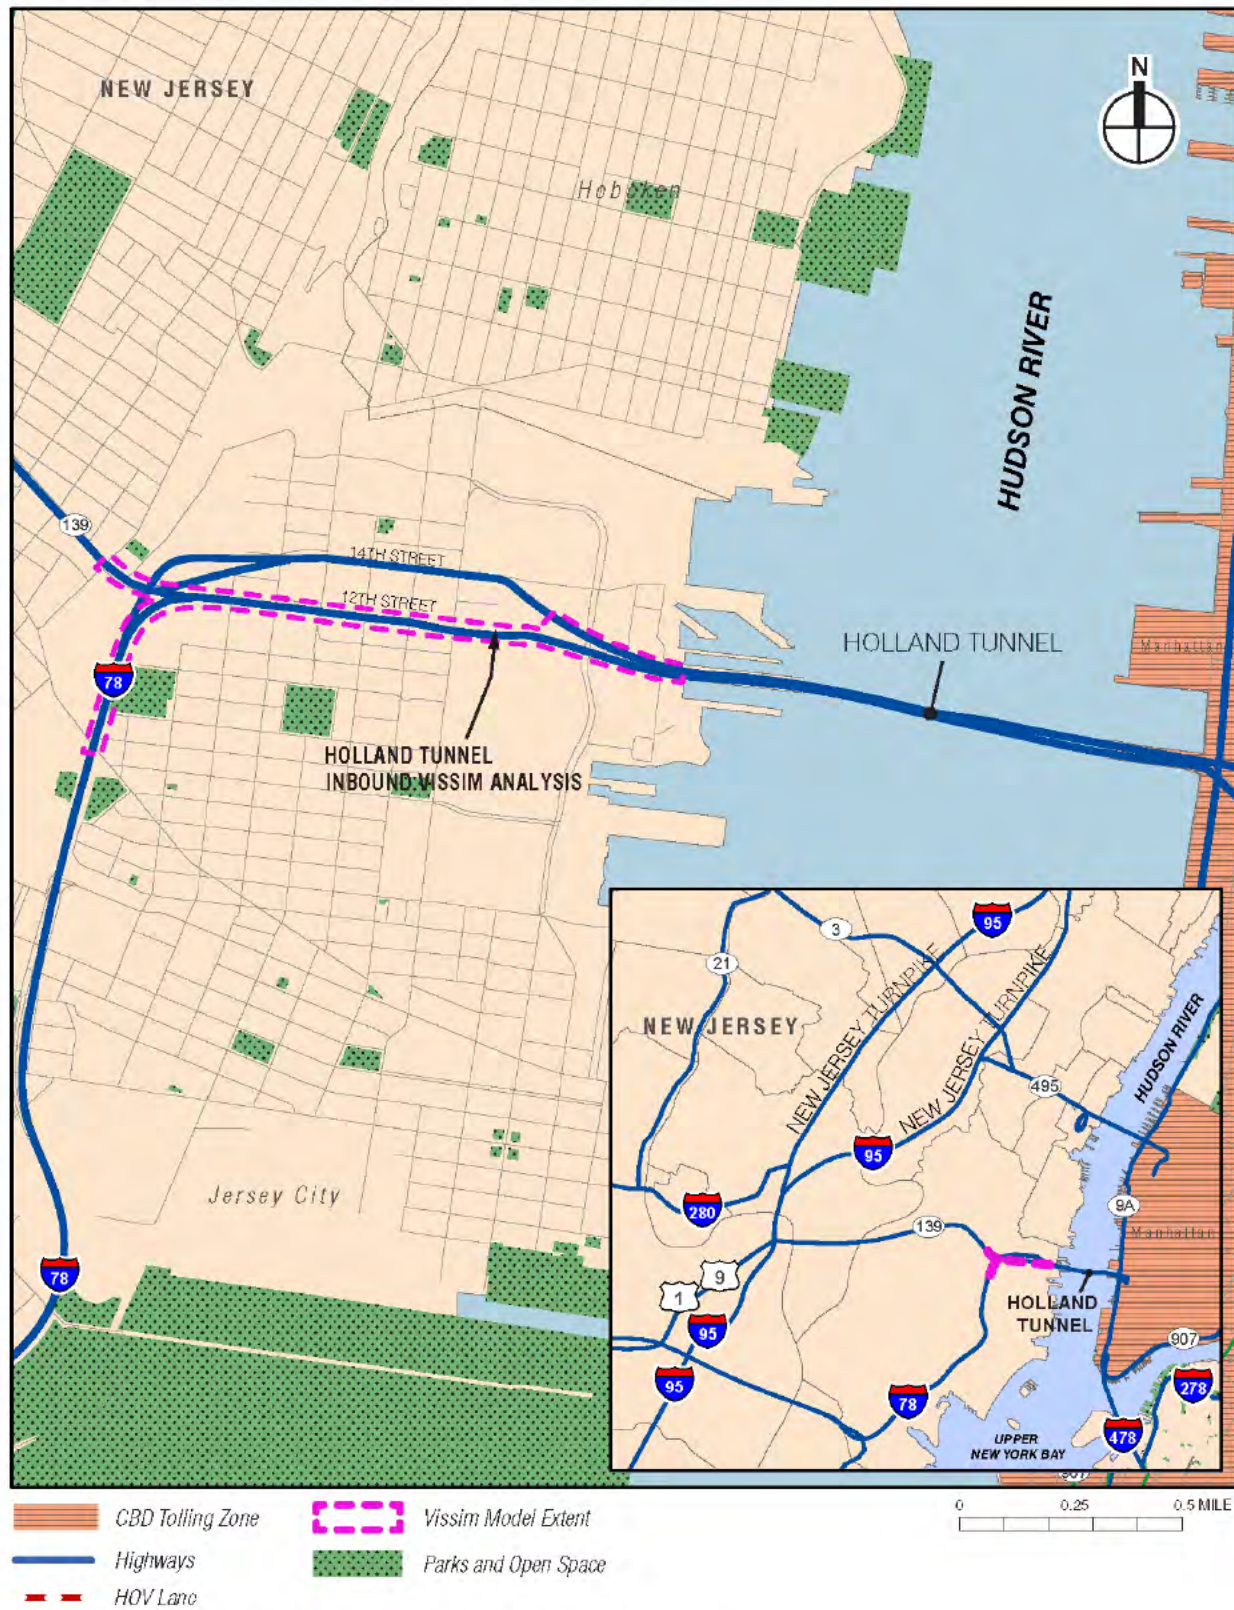 NEW JERSEY
N
Hoboken
HUDSON RIVER
139
14TH STREET
12TH STREET
HOLLAND TUNNEL
Manhattan
78
HOLLAND TUNNEL
INBOUND VISSIM ANALYSIS
Jersey City
78
95
3
21
NEW JERSEY TURNPIKE
NEW JERSEY TURNPIKE
NEW JERSEY
HUDSON RIVER
495
95
280
9A
139
Manhattan
9
1
HOLLAND
TUNNEL
95
907
95
78
278
UPPER
NEW YORK BAY
478
907
CBD Tolling Zone
Vissim Model Extent
0 0.25 0.5 MILE
Highways
Parks and Open Space
HOV Lane